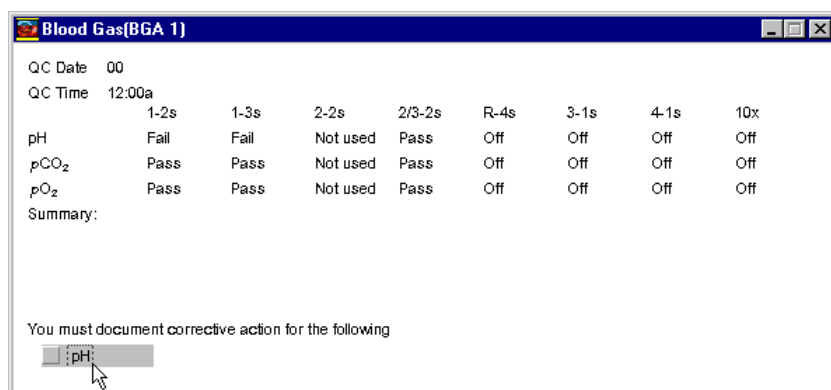 Blood Gas(BGA 1)
QC Date 00
QC Time 12:00a
1-2s 1-3s 2-2s 2/3-2s R-4s 3-1s 4-1s 10x
pH Fail Fail Not used Pass Off Off Off Off
pCO₂ Pass Pass Not used Pass Off Off Off Off
pO₂ Pass Pass Not used Pass Off Off Off Off
Summary:
You must document corrective action for the following
pH